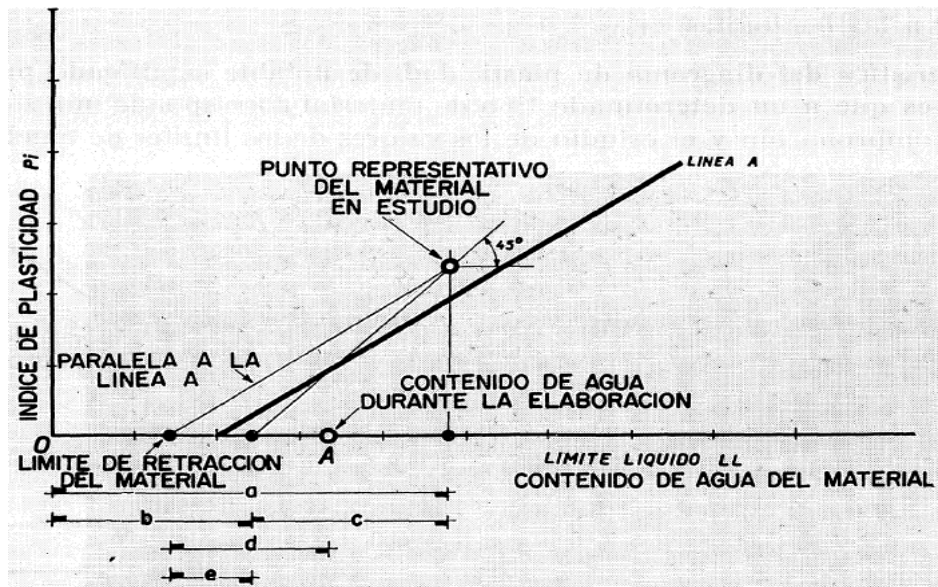 INDICE DE PLASTICIDAD Pi
PUNTO REPRESENTATIVO
DEL MATERIAL
EN ESTUDIO
LINEA A
45°
PARALELA A LA
LINEA A
CONTENIDO DE AGUA
DURANTE LA ELABORACION
O
A
LIMITE DE RETRACCION
DEL MATERIAL
LIMITE LIQUIDO LL
CONTENIDO DE AGUA DEL MATERIAL
a
b
c
d
e